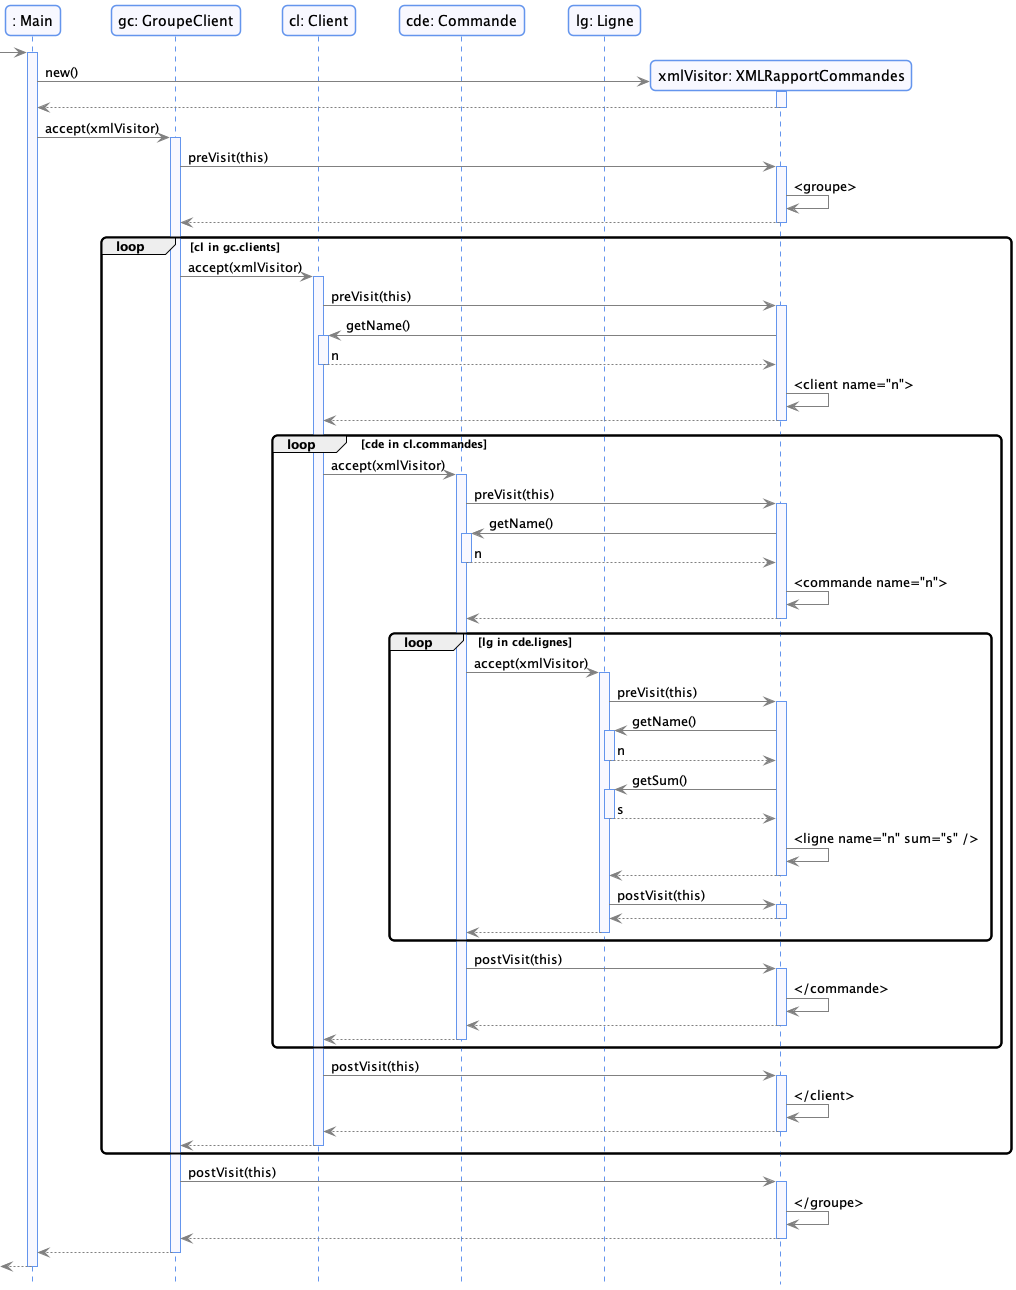 : Main
gc: GroupeClient
cl: Client
cde: Commande
lg: Ligne
new()
xmlVisitor: XMLRapportCommandes
accept(xmlVisitor)
preVisit(this)
<groupe>
loop [cl in gc.clients]
accept(xmlVisitor)
preVisit(this)
getName()
n
<client name="n">
loop [cde in cl.commandes]
accept(xmlVisitor)
preVisit(this)
getName()
n
<commande name="n">
loop [lg in cde.lignes]
accept(xmlVisitor)
preVisit(this)
getName()
n
getSum()
s
<ligne name="n" sum="s" />
postVisit(this)
postVisit(this)
</commande>
postVisit(this)
</client>
postVisit(this)
</groupe>